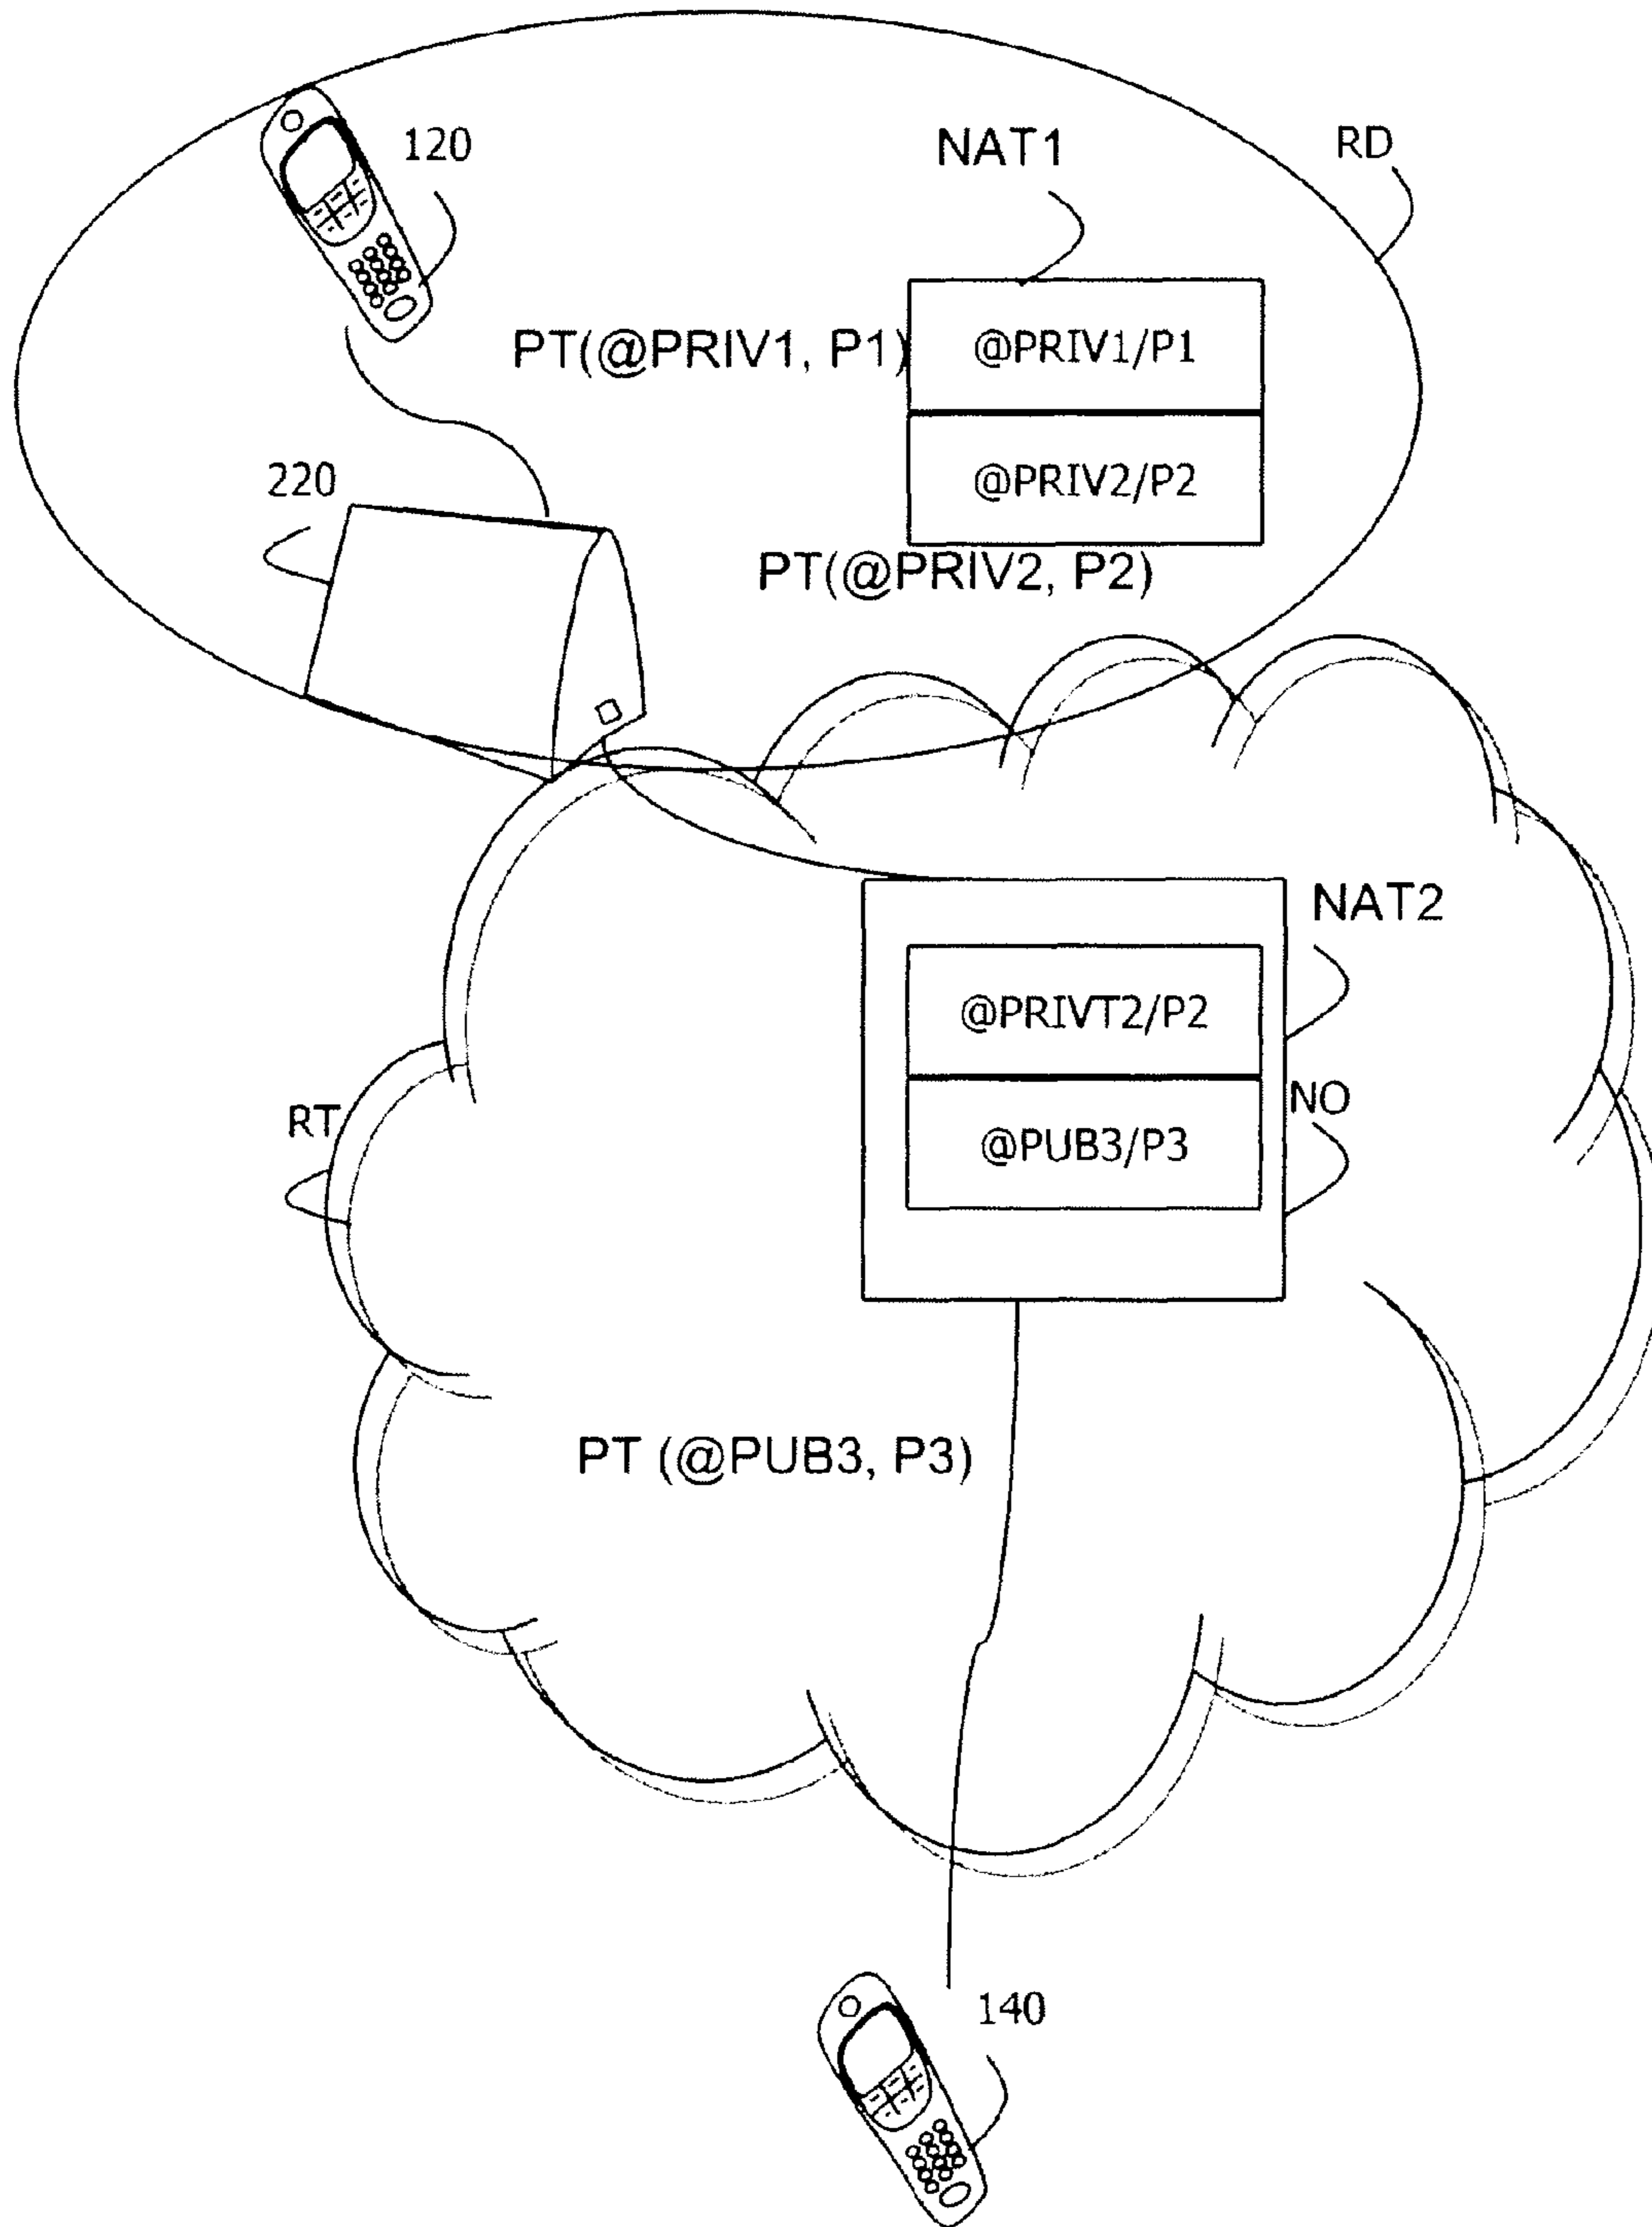 120
NAT1
RD
PT(@PRIV1, P1)
@PRIV1/P1
220
@PRIV2/P2
PT(@PRIV2, P2)
NAT2
@PRIVT2/P2
RT
NO
@PUB3/P3
PT (@PUB3, P3)
140